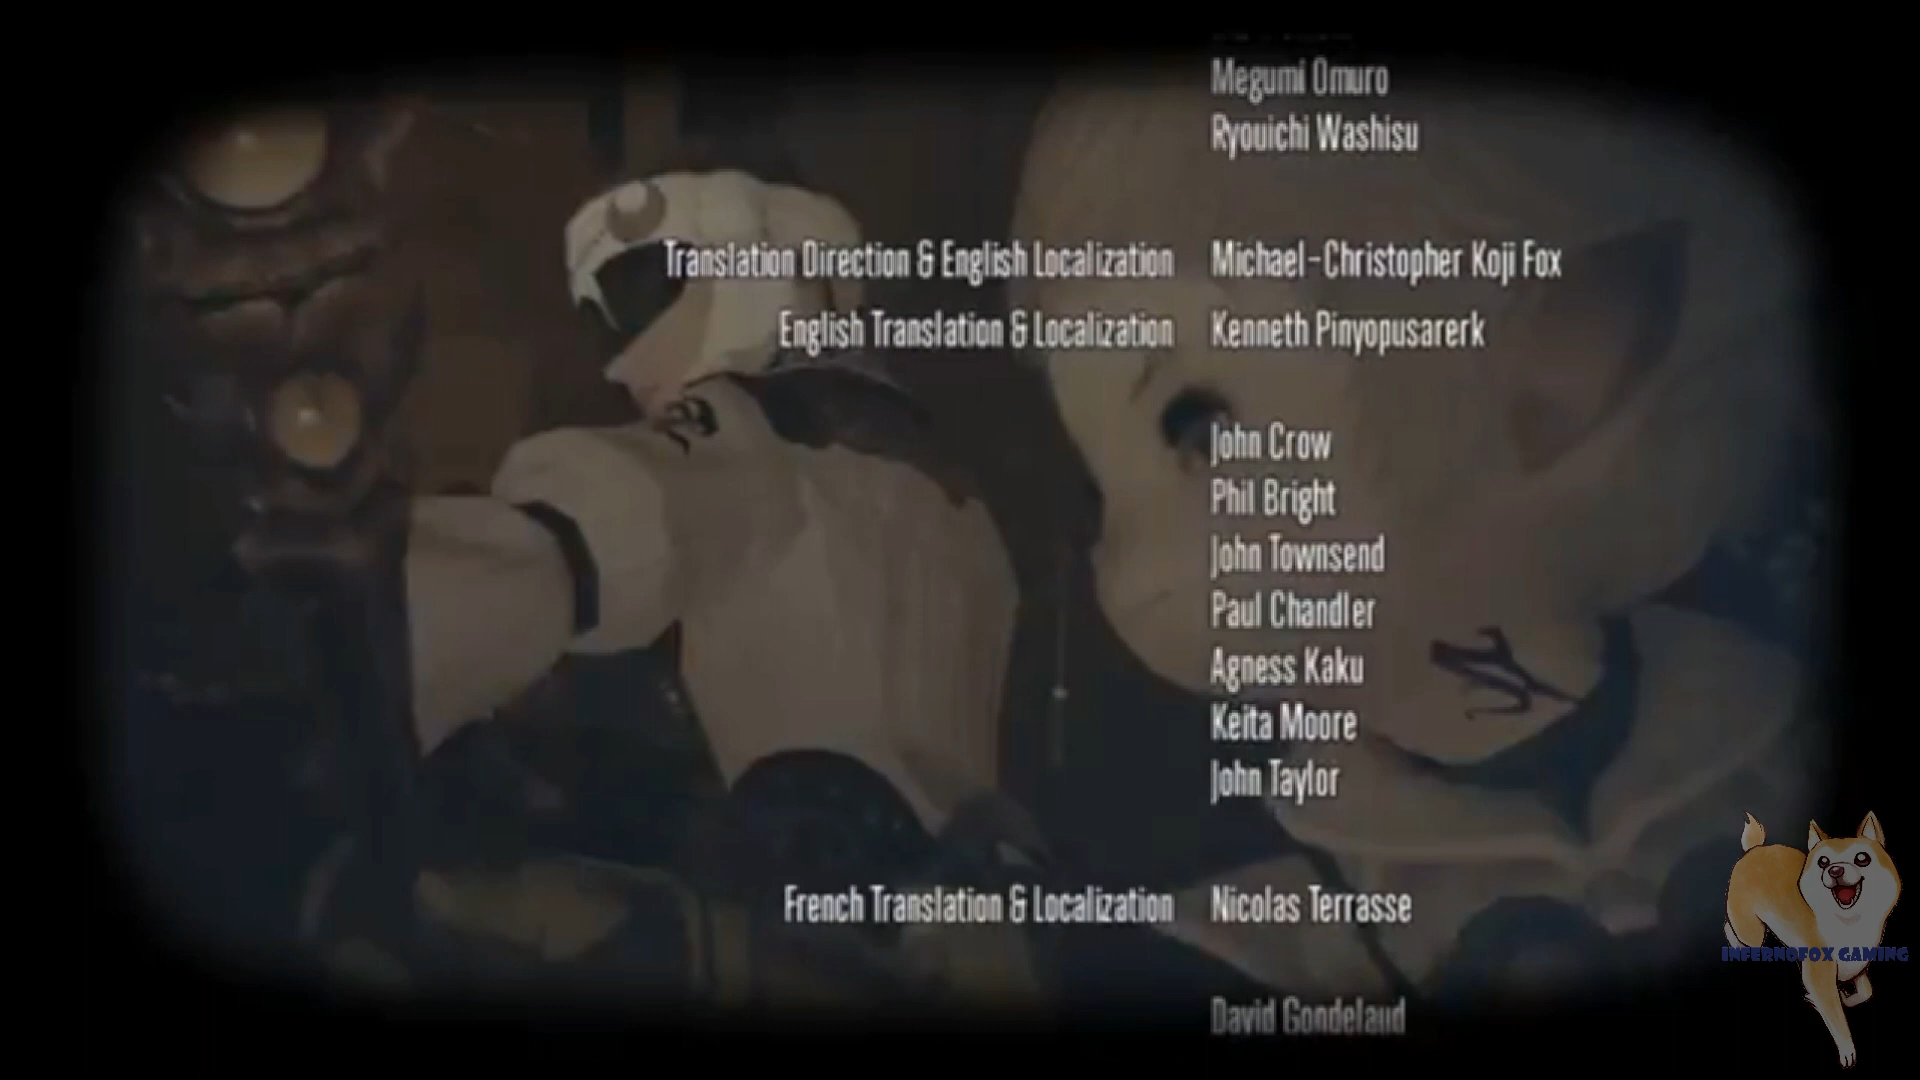 Megumi Omuro
Ryouichi Washisu
Translation Direction & English Localization Michael-Christopher Koji Fox
English Translation & Localization Kenneth Pinyopusarerk
John Crow
Phil Bright
John Townsend
Paul Chandler
Agness Kaku
Keita Moore
John Taylor
French Translation & Localization Nicolas Terrasse
INFERNOFOX GAMING
David Gondelaud